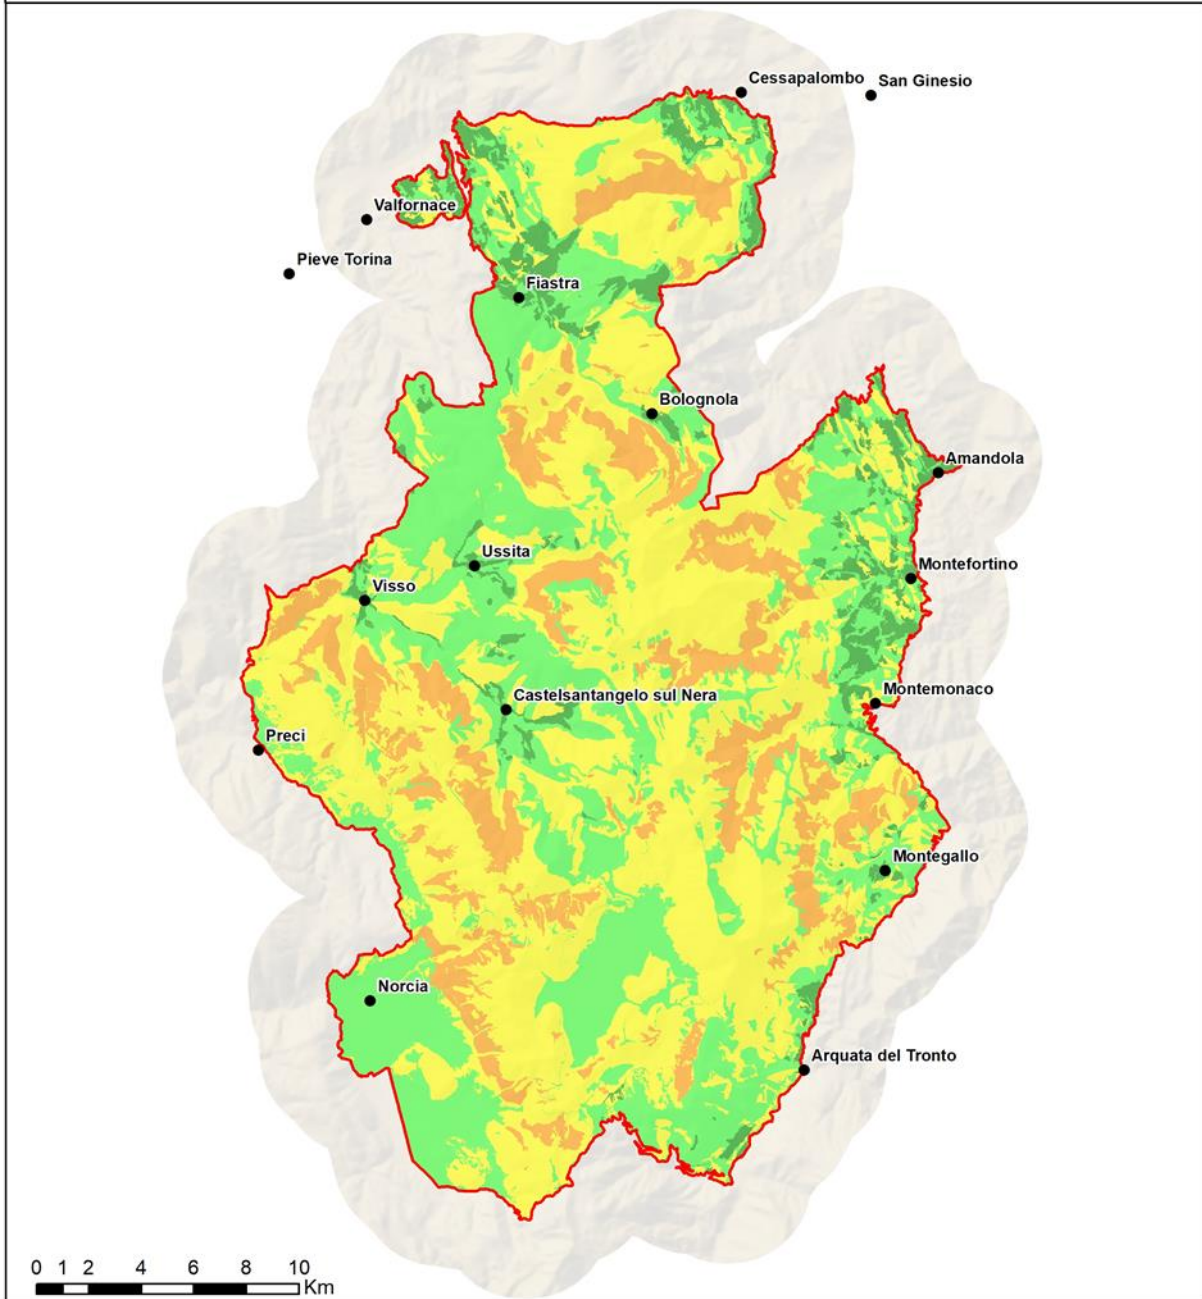 Cessapalombo
San Ginesio
Valfornace
Pieve Torina
Fiastra
Bolognola
Amandola
Ussita
Montefortino
Visso
Castelsantangelo sul Nera
Montemonaco
Preci
Montegallo
Norcia
Arquata del Tronto
0 1 2 4 6 8 10
Km